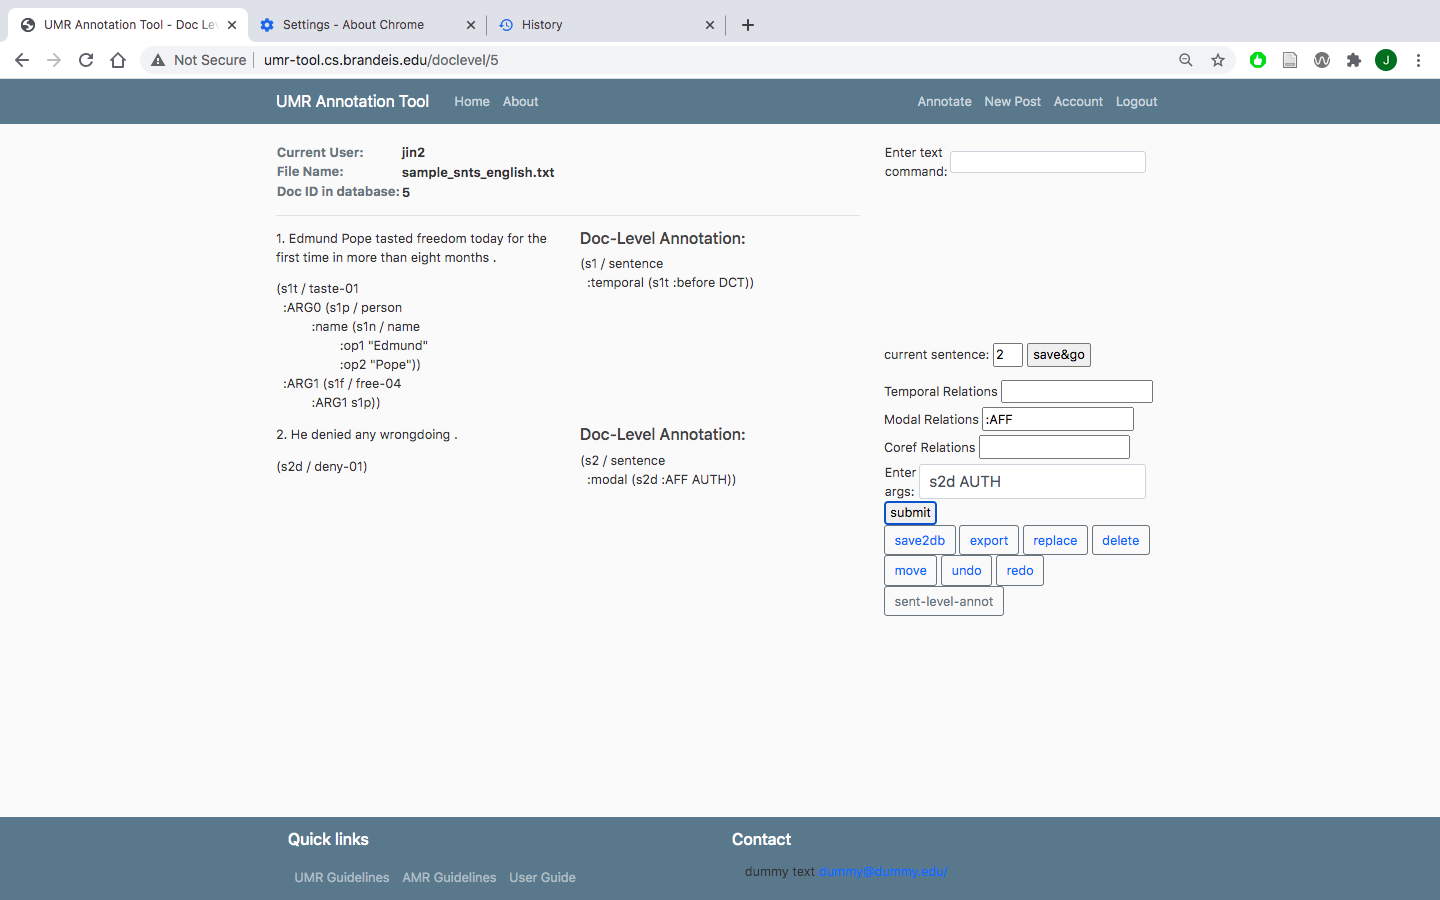 UMR Annotation Tool - Doc Le
Settings - About Chrome
History
Not Secure
umr-tool.cs.brandeis.edu/doclevel/5
J
UMR Annotation Tool
Home
About
Annotate
New Post
Account
Logout
Current User: jin2
File Name: sample_snts_english.txt
Doc ID in database: 5
1. Edmund Pope tasted freedom today for the
first time in more than eight months .
(s1t / taste-01
:ARG0 (s1p / person
:name (s1n / name
:op1 "Edmund"
:op2 "Pope"))
:ARG1 (s1f / free-04
:ARG1 s1p))
Doc-Level Annotation:
(s1 / sentence
:temporal (s1t :before DCT))
2. He denied any wrongdoing .
(s2d / deny-01)
Doc-Level Annotation:
(s2 / sentence
:modal (s2d :AFF AUTH))
Enter text
command:
current sentence: 2 save&go
Temporal Relations
Modal Relations :AFF
Coref Relations
Enter
args: s2d AUTH
submit
save2db export replace delete
move undo redo
sent-level-annot
Quick links
UMR Guidelines AMR Guidelines User Guide
Contact
dummy text dummy@dummy.edu/